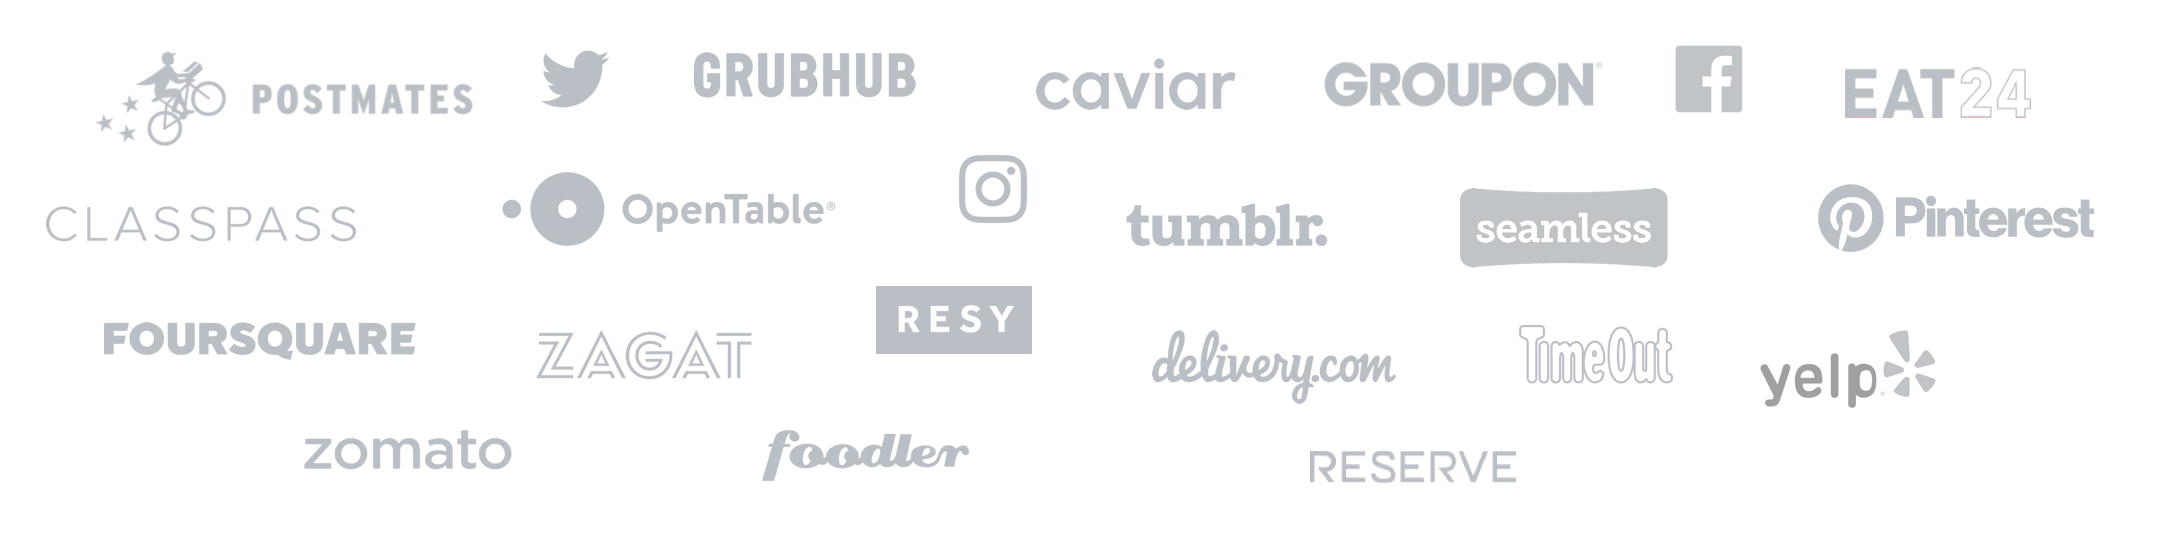 POSTMATES GRUBHUB caviar GROUPON® EAT24
CLASSPASS OpenTable® tumblr. seamless Pinterest
FOURSQUARE ZAGAT RESY delivery.com TimeOut yelp
zomato foodler RESERVE